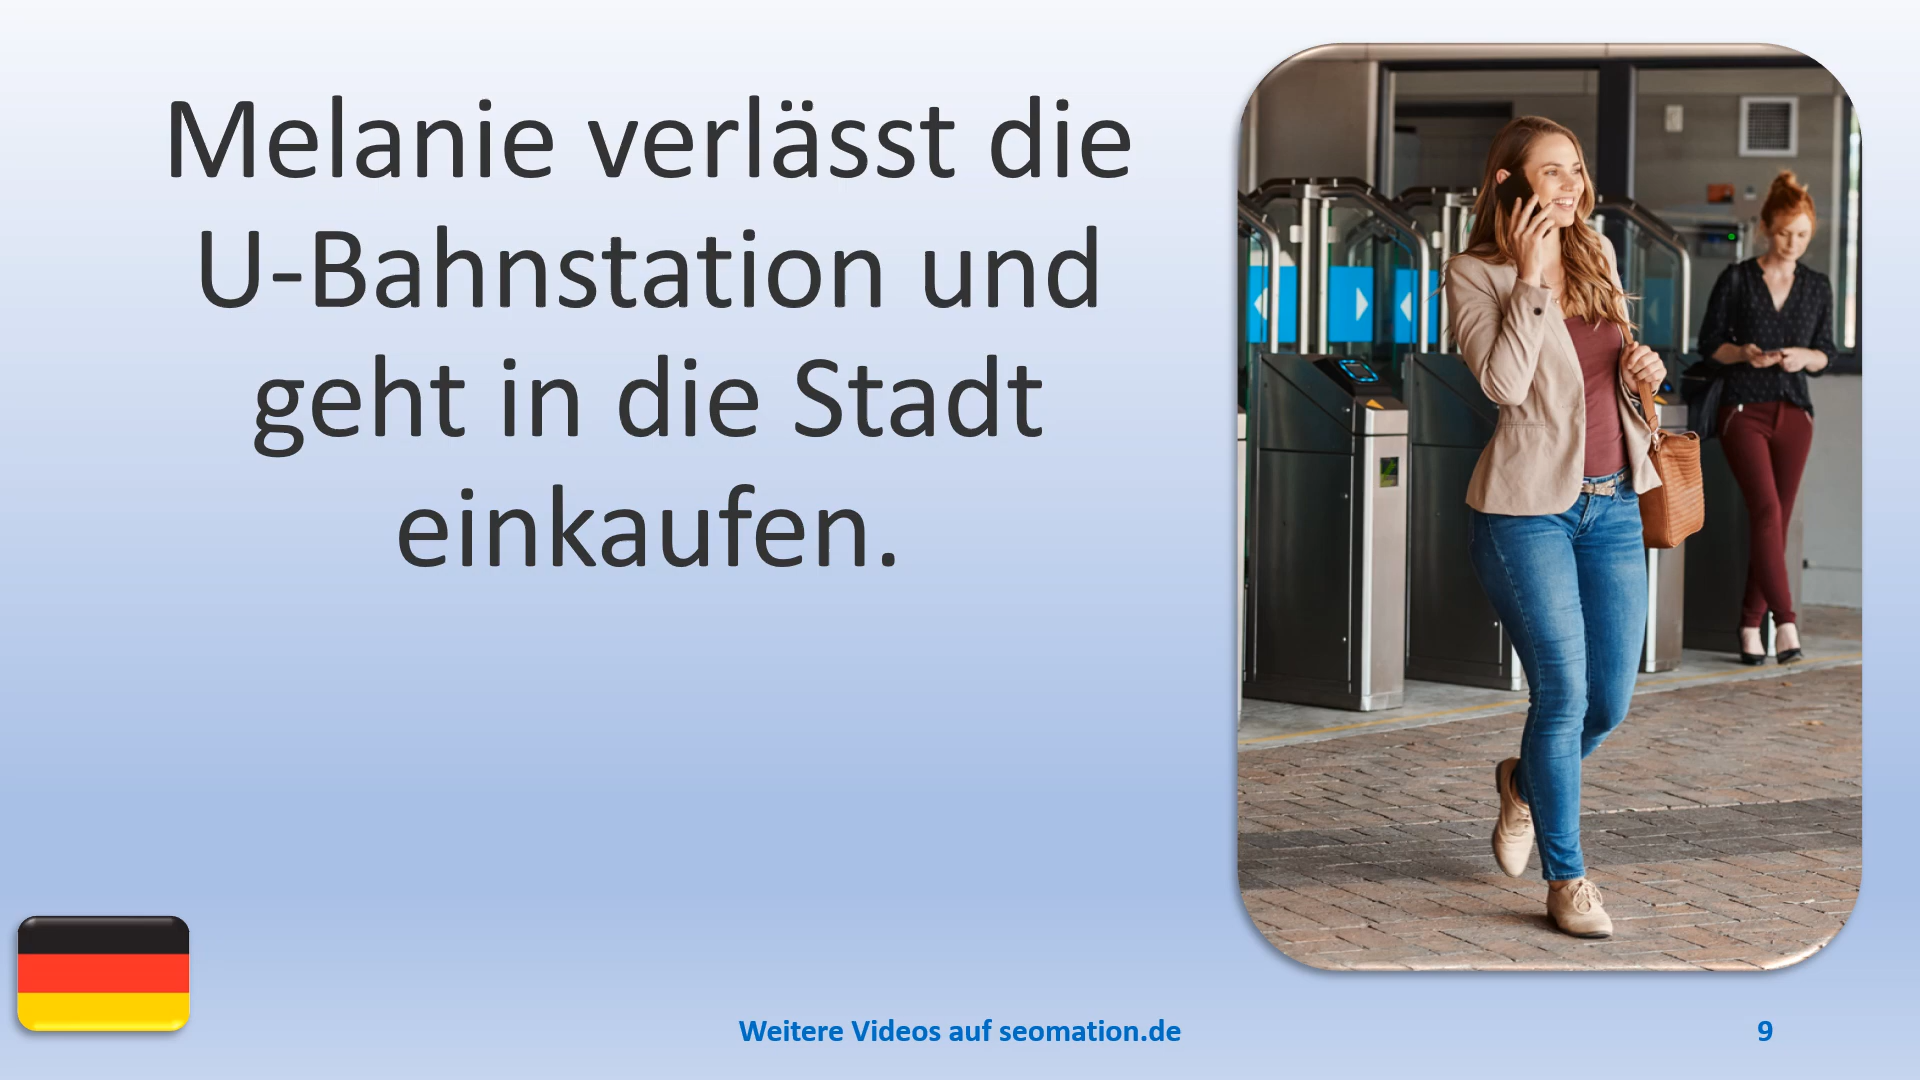 Melanie verlässt die
U-Bahnstation und
geht in die Stadt
einkaufen.
Weitere Videos auf seomation.de
9